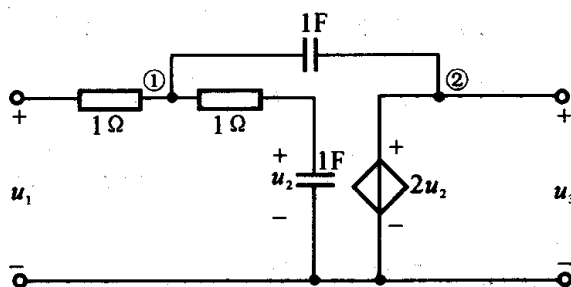 1F
① ②
+ 1Ω 1Ω +
+ 1F +
u₁ u₂ 2u₂ u₃
− −
− −